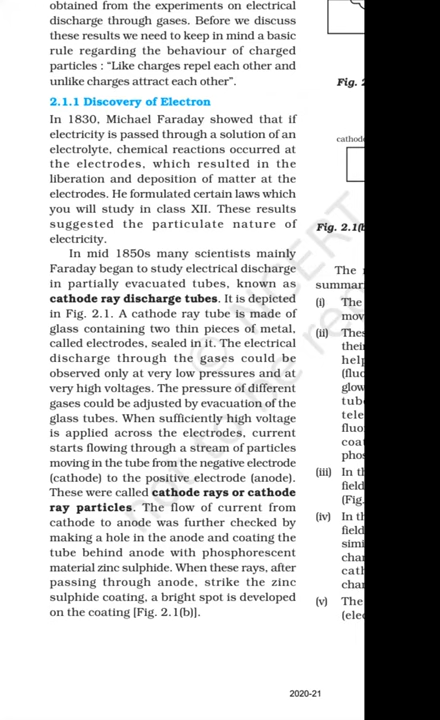 obtained from the experiments on electrical
discharge through gases. Before we discuss
these results we need to keep in mind a basic
rule regarding the behaviour of charged
particles : “Like charges repel each other and
unlike charges attract each other”.
2.1.1 Discovery of Electron
In 1830, Michael Faraday showed that if
electricity is passed through a solution of an
electrolyte, chemical reactions occurred at
the electrodes, which resulted in the
liberation and deposition of matter at the
electrodes. He formulated certain laws which
you will study in class XII. These results
suggested the particulate nature of
electricity.
In mid 1850s many scientists mainly
Faraday began to study electrical discharge
in partially evacuated tubes, known as
cathode ray discharge tubes. It is depicted
in Fig. 2.1. A cathode ray tube is made of
glass containing two thin pieces of metal,
called electrodes, sealed in it. The electrical
discharge through the gases could be
observed only at very low pressures and at
very high voltages. The pressure of different
gases could be adjusted by evacuation of the
glass tubes. When sufficiently high voltage
is applied across the electrodes, current
starts flowing through a stream of particles
moving in the tube from the negative electrode
(cathode) to the positive electrode (anode).
These were called cathode rays or cathode
ray particles. The flow of current from
cathode to anode was further checked by
making a hole in the anode and coating the
tube behind anode with phosphorescent
material zinc sulphide. When these rays, after
passing through anode, strike the zinc
sulphide coating, a bright spot is developed
on the coating [Fig. 2.1(b)].
Fig. 2
cathode
Fig. 2.1(b
The
summar
(i) The
mov
(ii) Thes
thei
help
(fluo
glow
tub
tele
fluo
coat
phos
(iii) In th
field
(Fig.
(iv) In th
field
simi
char
cath
char
(v) The
(elec
© NCERT
not to be re
2020-21